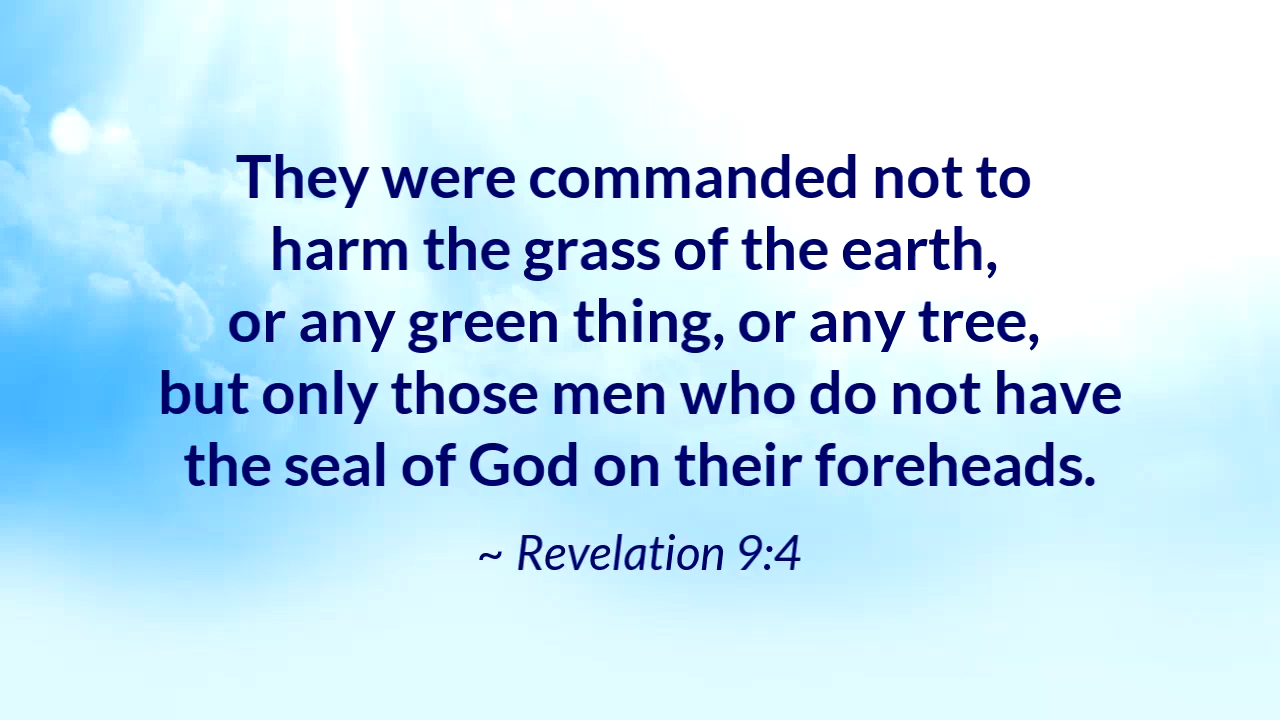 They were commanded not to
harm the grass of the earth,
or any green thing, or any tree,
but only those men who do not have
the seal of God on their foreheads.
~ Revelation 9:4